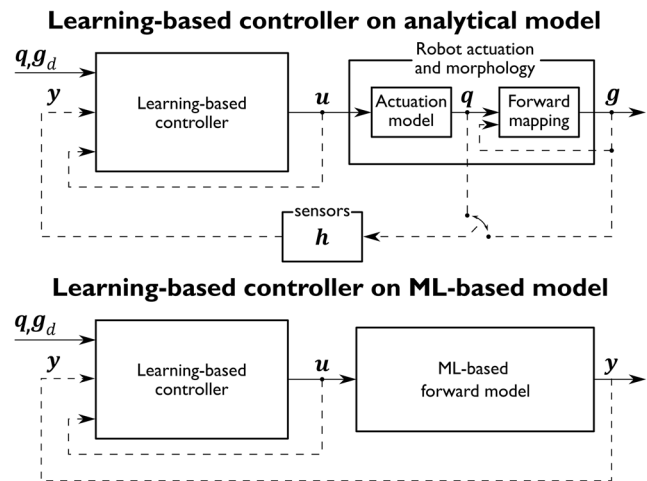 Learning-based controller on analytical model
q,g_d
y
Learning-based
controller
u
Robot actuation
and morphology
Actuation
model
q
Forward
mapping
g
sensors
h
Learning-based controller on ML-based model
q,g_d
y
Learning-based
controller
u
ML-based
forward model
y